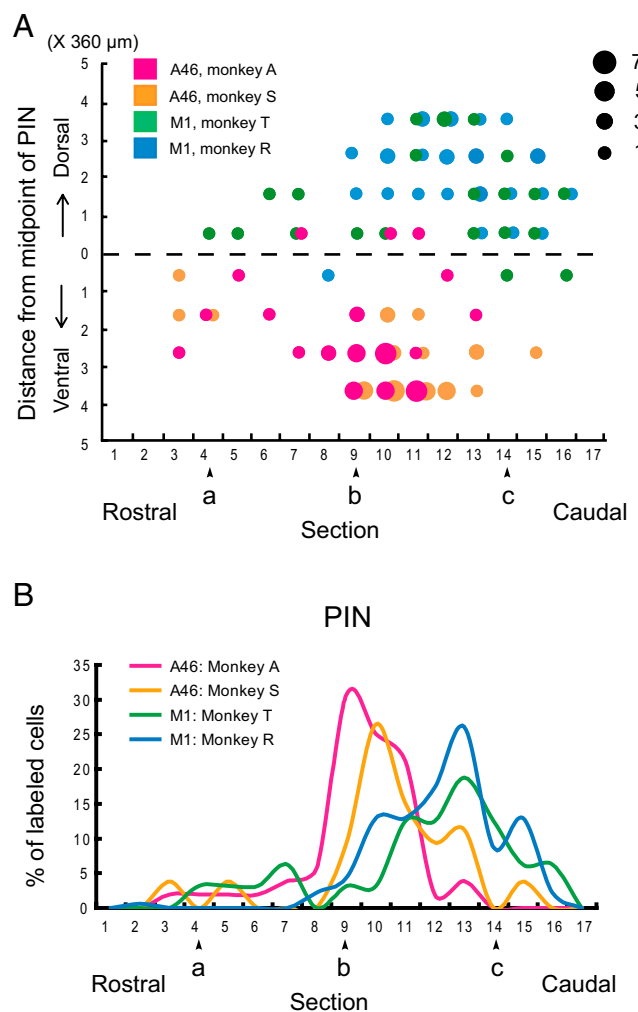 A
(X 360 µm)
A46, monkey A
A46, monkey S
M1, monkey T
M1, monkey R
7
5
3
1
Distance from midpoint of PIN
Dorsal
Ventral
5
4
3
2
1
0
1
2
3
4
5
1 2 3 4 5 6 7 8 9 10 11 12 13 14 15 16 17
a b c
Rostral Section Caudal
B
PIN
A46: Monkey A
A46: Monkey S
M1: Monkey T
M1: Monkey R
% of labeled cells
35
30
25
20
15
10
5
0
1 2 3 4 5 6 7 8 9 10 11 12 13 14 15 16 17
a b c
Rostral Section Caudal